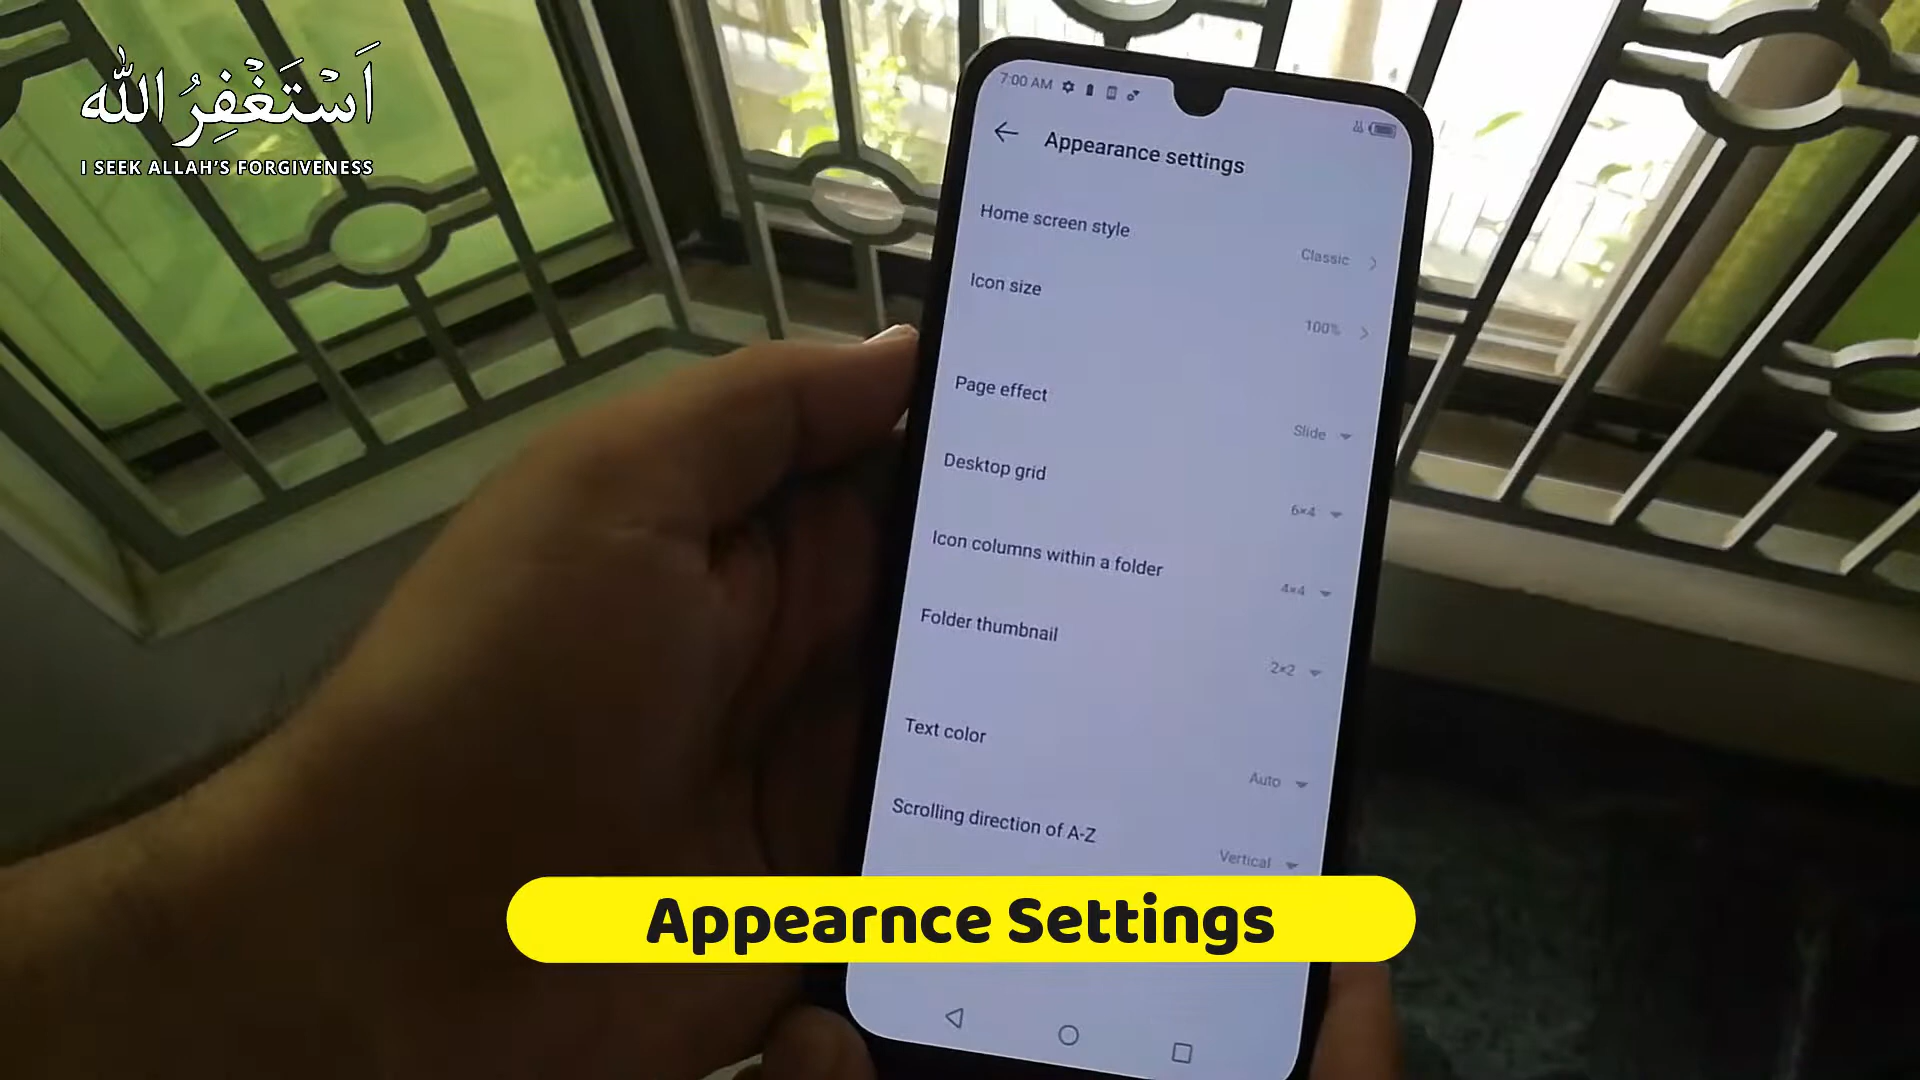 اَسْتَغْفِرُ اللّٰه
I SEEK ALLAH'S FORGIVENESS
7:00 AM
Appearance settings
Home screen style
Classic
Icon size
100%
Page effect
Slide
Desktop grid
6×4
Icon columns within a folder
4×4
Folder thumbnail
2×2
Text color
Auto
Scrolling direction of A-Z
Vertical
Appearnce Settings